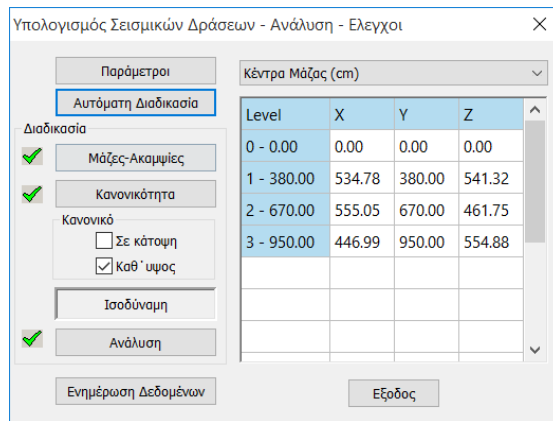 Υπολογισμός Σεισμικών Δράσεων - Ανάλυση - Ελεγχοι
Παράμετροι
Αυτόματη Διαδικασία
Διαδικασία
Μάζες-Ακαμψίες
Κανονικότητα
Κανονικό
Σε κάτοψη
Καθ΄υψος
Ισοδύναμη
Ανάλυση
Ενημέρωση Δεδομένων
Κέντρα Μάζας (cm)
Level X Y Z
0 - 0.00 0.00 0.00 0.00
1 - 380.00 534.78 380.00 541.32
2 - 670.00 555.05 670.00 461.75
3 - 950.00 446.99 950.00 554.88
Εξοδος